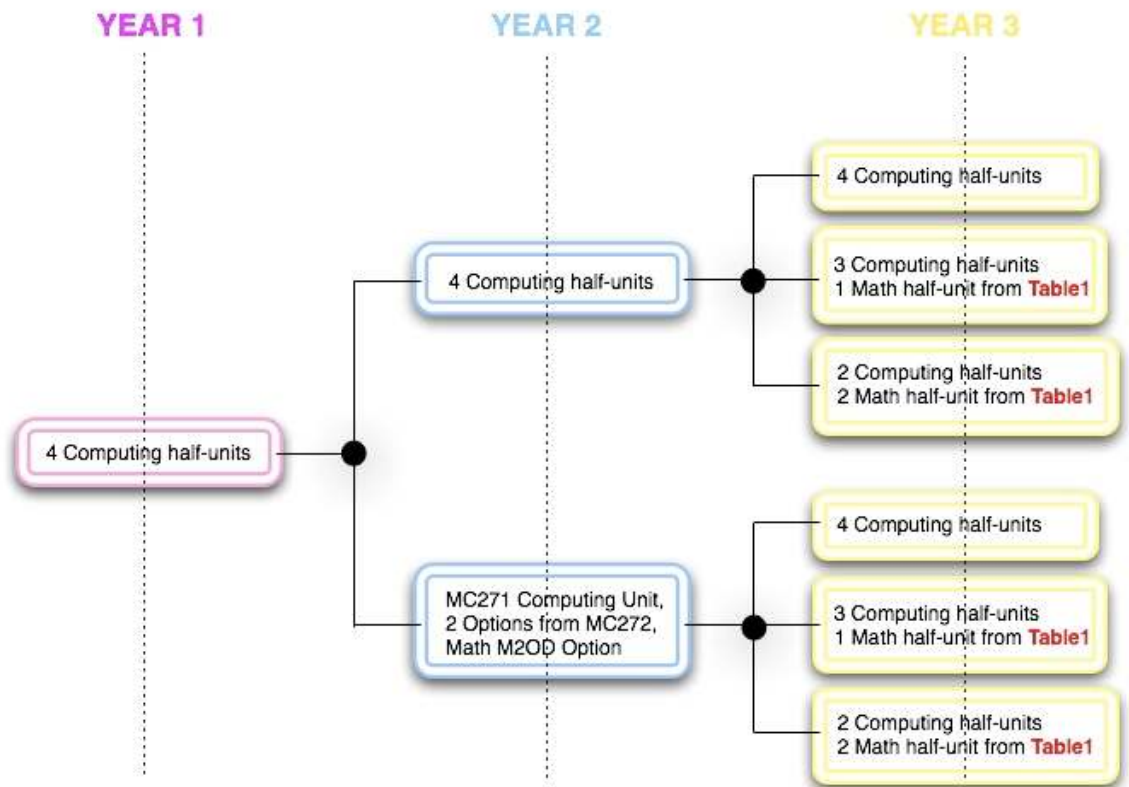 YEAR 1
YEAR 2
YEAR 3
4 Computing half-units
4 Computing half-units
MC271 Computing Unit,
2 Options from MC272,
Math M2OD Option
4 Computing half-units
3 Computing half-units
1 Math half-unit from Table1
2 Computing half-units
2 Math half-unit from Table1
4 Computing half-units
3 Computing half-units
1 Math half-unit from Table1
2 Computing half-units
2 Math half-unit from Table1